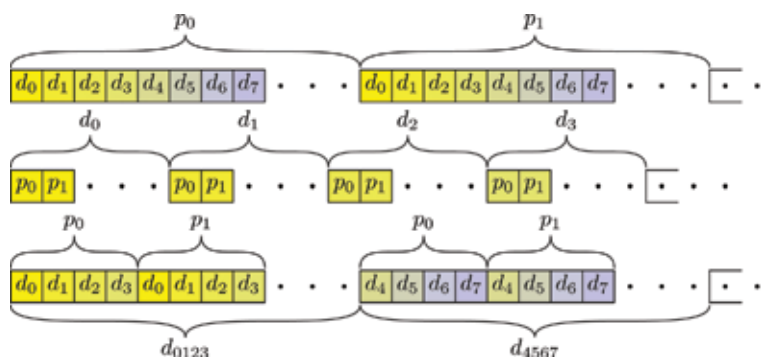 p₀ p₁
d₀ d₁ d₂ d₃ d₄ d₅ d₆ d₇ · · · d₀ d₁ d₂ d₃ d₄ d₅ d₆ d₇ · · · · ·
d₀ d₁ d₂ d₃
p₀ p₁ · · · p₀ p₁ · · · p₀ p₁ · · · p₀ p₁ · · · · · ·
p₀ p₁ p₀ p₁
d₀ d₁ d₂ d₃ d₀ d₁ d₂ d₃ · · · d₄ d₅ d₆ d₇ d₄ d₅ d₆ d₇ · · · · ·
d₀₁₂₃ d₄₅₆₇